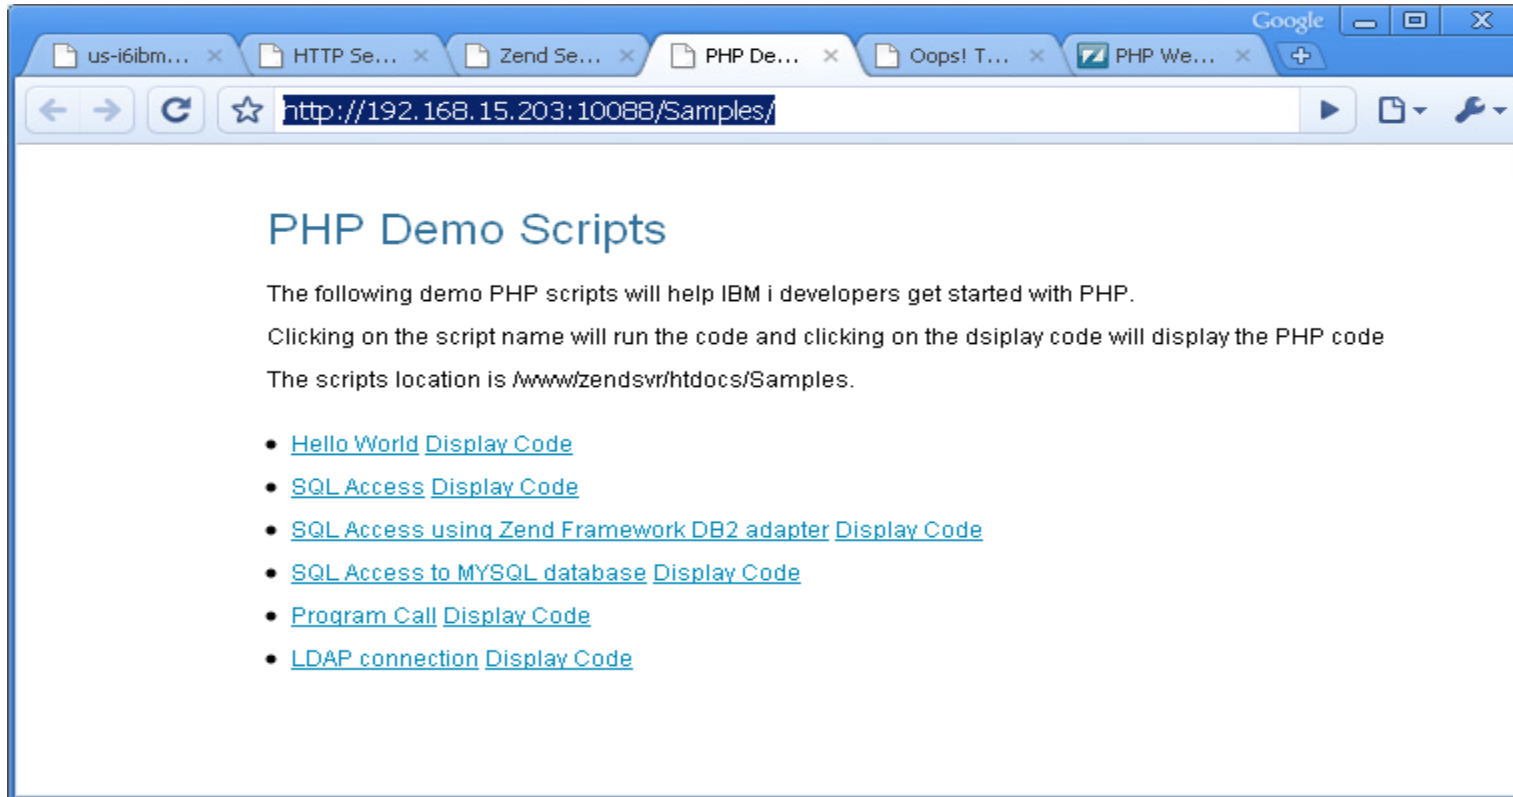 Google
us-i6ibm... HTTP Se... Zend Se... PHP De... Oops! T... PHP We...
http://192.168.15.203:10088/Samples/
PHP Demo Scripts
The following demo PHP scripts will help IBM i developers get started with PHP.
Clicking on the script name will run the code and clicking on the dsiplay code will display the PHP code
The scripts location is /www/zendsvr/htdocs/Samples.
• Hello World Display Code
• SQL Access Display Code
• SQL Access using Zend Framework DB2 adapter Display Code
• SQL Access to MYSQL database Display Code
• Program Call Display Code
• LDAP connection Display Code